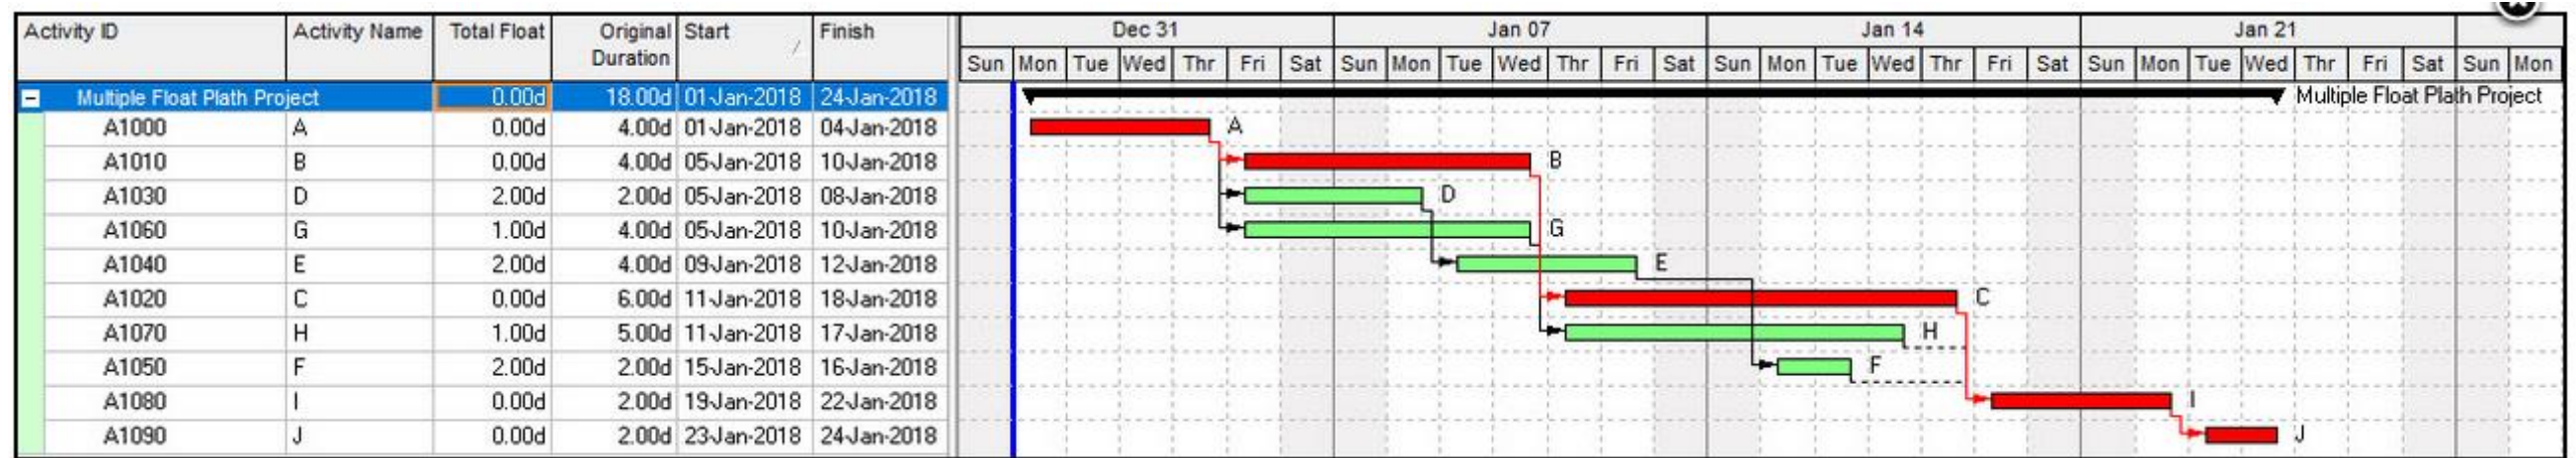 Activity ID Activity Name Total Float Original Duration Start Finish
Dec 31 Jan 07 Jan 14 Jan 21
Sun Mon Tue Wed Thr Fri Sat Sun Mon Tue Wed Thr Fri Sat Sun Mon Tue Wed Thr Fri Sat Sun Mon Tue Wed Thr Fri Sat Sun Mon
Multiple Float Plath Project 0.00d 18.00d 01-Jan-2018 24-Jan-2018 Multiple Float Plath Project
A1000 A 0.00d 4.00d 01-Jan-2018 04-Jan-2018 A
A1010 B 0.00d 4.00d 05-Jan-2018 10-Jan-2018 B
A1030 D 2.00d 2.00d 05-Jan-2018 08-Jan-2018 D
A1060 G 1.00d 4.00d 05-Jan-2018 10-Jan-2018 G
A1040 E 2.00d 4.00d 09-Jan-2018 12-Jan-2018 E
A1020 C 0.00d 6.00d 11-Jan-2018 18-Jan-2018 C
A1070 H 1.00d 5.00d 11-Jan-2018 17-Jan-2018 H
A1050 F 2.00d 2.00d 15-Jan-2018 16-Jan-2018 F
A1080 I 0.00d 2.00d 19-Jan-2018 22-Jan-2018 I
A1090 J 0.00d 2.00d 23-Jan-2018 24-Jan-2018 J